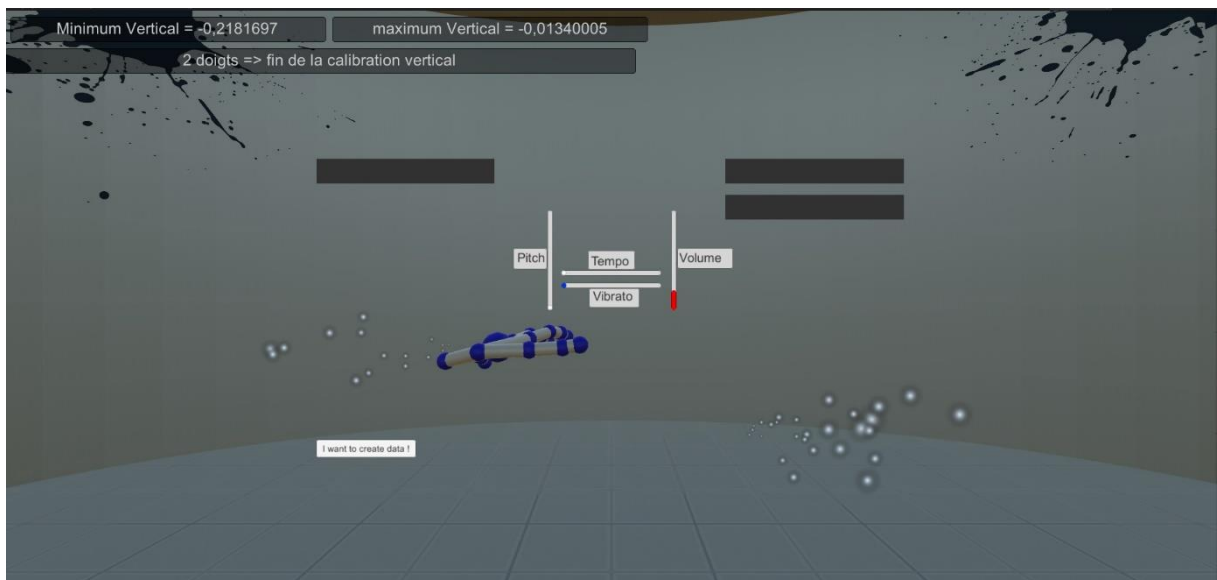 Minimum Vertical = -0,2181697
maximum Vertical = -0,01340005
2 doigts => fin de la calibration vertical
Pitch
Tempo
Volume
Vibrato
I want to create data !